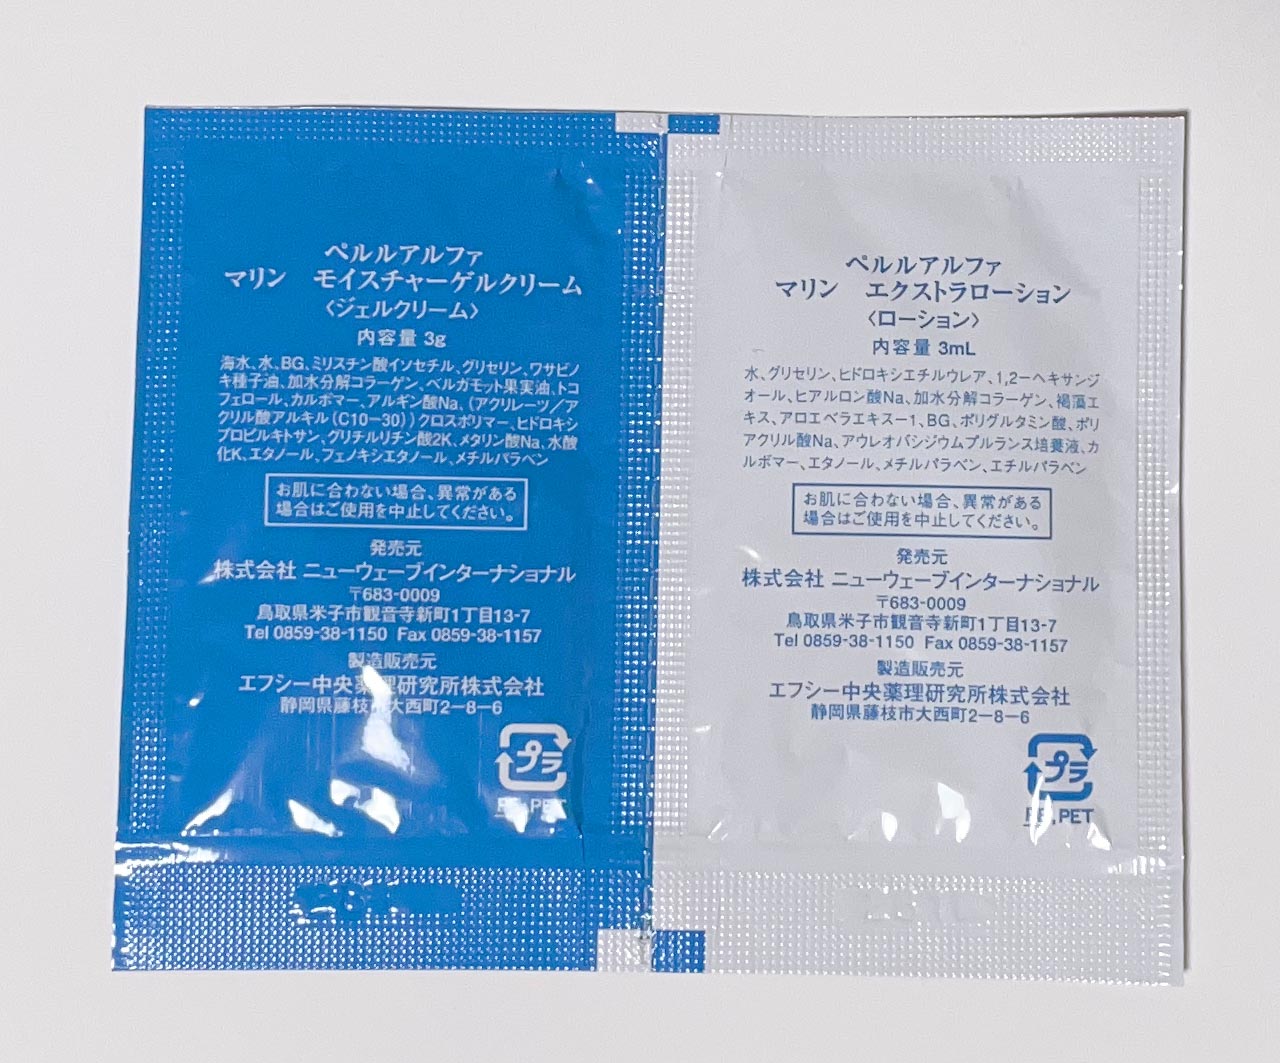 ペルルアルファ
マリン　モイスチャーゲルクリーム
〈ジェルクリーム〉
内容量 3g
海水、水、BG、ミリスチン酸イソセチル、グリセリン、ワサビノ
キ種子油、加水分解コラーゲン、ベルガモット果実油、トコ
フェロール、カルボマー、アルギン酸Na、(アクリレーツ／ア
クリル酸アルキル(C10−30))クロスポリマー、ヒドロキシ
プロピルキトサン、グリチルリチン酸2K、メタリン酸Na、水酸
化K、エタノール、フェノキシエタノール、メチルパラベン
お肌に合わない場合、異常がある
場合はご使用を中止してください。
発売元
株式会社 ニューウェーブインターナショナル
〒683-0009
鳥取県米子市観音寺新町1丁目13-7
Tel 0859-38-1150 Fax 0859-38-1157
製造販売元
エフシー中央薬理研究所株式会社
静岡県藤枝市大西町2−8−6
プラ
PE,PET
ペルルアルファ
マリン　エクストラローション
〈ローション〉
内容量 3mL
水、グリセリン、ヒドロキシエチルウレア、1,2−ヘキサンジ
オール、ヒアルロン酸Na、加水分解コラーゲン、褐藻エ
キス、アロエベラエキス−1、BG、ポリグルタミン酸、ポリ
アクリル酸Na、アウレオバシジウムプルランス培養液、カ
ルボマー、エタノール、メチルパラベン、エチルパラベン
お肌に合わない場合、異常がある
場合はご使用を中止してください。
発売元
株式会社 ニューウェーブインターナショナル
〒683-0009
鳥取県米子市観音寺新町1丁目13-7
Tel 0859-38-1150 Fax 0859-38-1157
製造販売元
エフシー中央薬理研究所株式会社
静岡県藤枝市大西町2−8−6
プラ
PE,PET